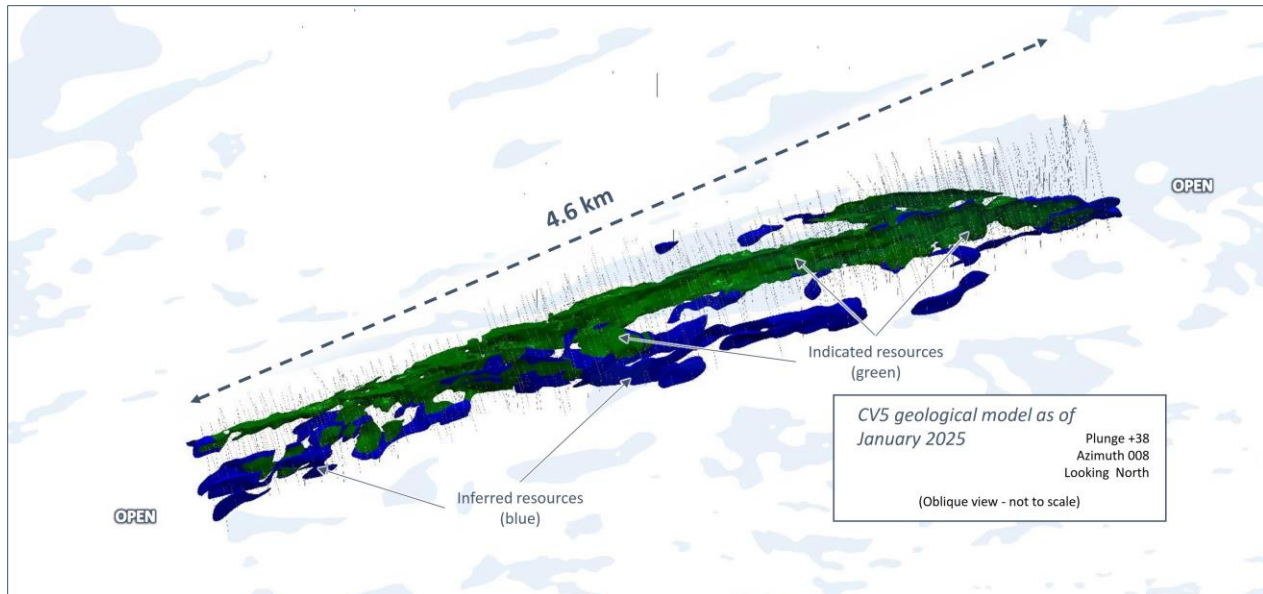 4.6 km
OPEN
Indicated resources
(green)
CV5 geological model as of
January 2025
Plunge +38
Azimuth 008
Looking North
(Oblique view - not to scale)
Inferred resources
(blue)
OPEN